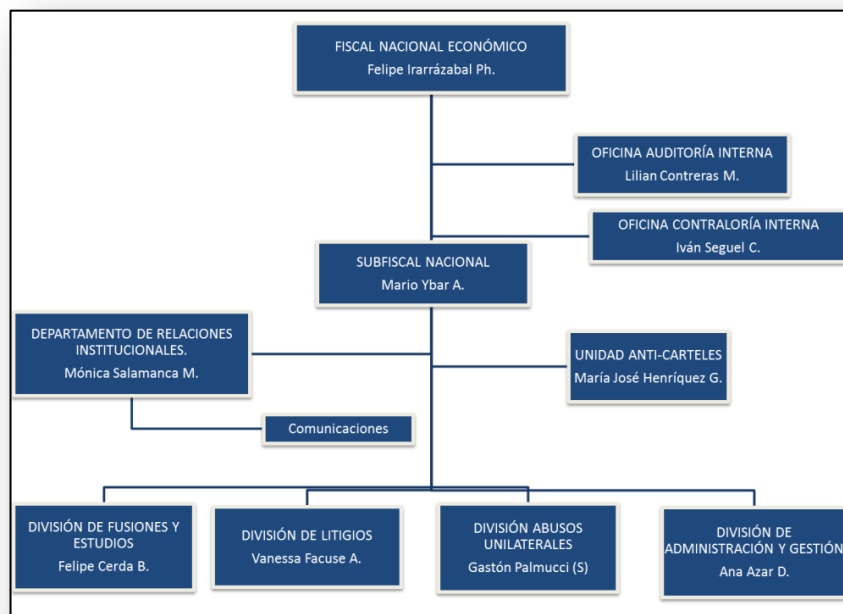 FISCAL NACIONAL ECONÓMICO
Felipe Irarrázabal Ph.
OFICINA AUDITORÍA INTERNA
Lilian Contreras M.
OFICINA CONTRALORÍA INTERNA
Iván Seguel C.
SUBFISCAL NACIONAL
Mario Ybar A.
DEPARTAMENTO DE RELACIONES
INSTITUCIONALES.
Mónica Salamanca M.
UNIDAD ANTI-CARTELES
María José Henríquez G.
Comunicaciones
DIVISIÓN DE FUSIONES Y
ESTUDIOS
Felipe Cerda B.
DIVISIÓN DE LITIGIOS
Vanessa Facuse A.
DIVISIÓN ABUSOS
UNILATERALES
Gastón Palmucci (S)
DIVISIÓN DE
ADMINISTRACIÓN Y GESTIÓN
Ana Azar D.